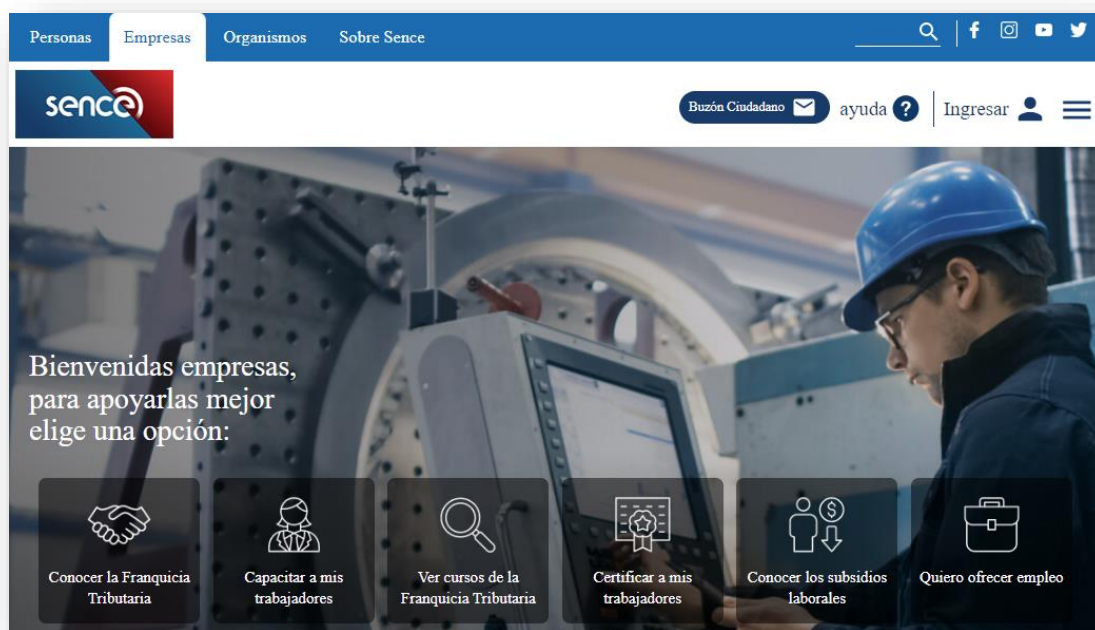 Personas Empresas Organismos Sobre Sence
sence
Buzón Ciudadano ayuda ? Ingresar
Bienvenidas empresas,
para apoyarlas mejor
elige una opción:
Conocer la Franquicia
Tributaria
Capacitar a mis
trabajadores
Ver cursos de la
Franquicia Tributaria
Certificar a mis
trabajadores
Conocer los subsidios
laborales
Quiero ofrecer empleo